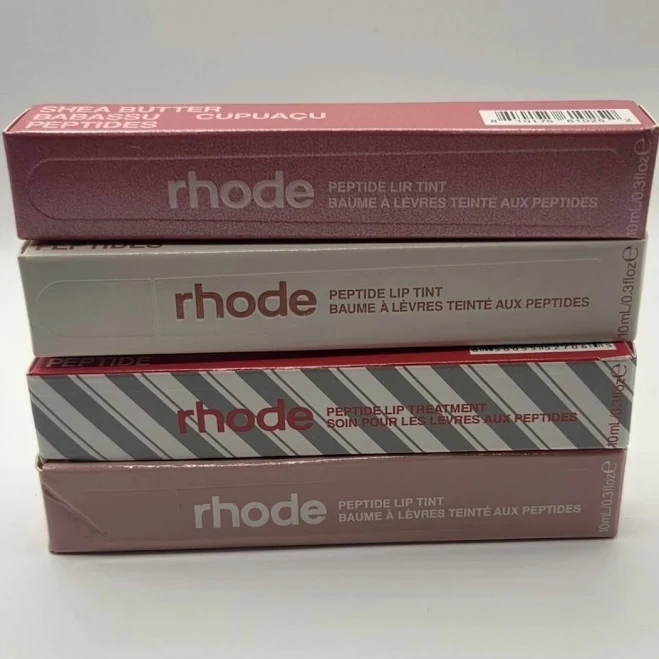 SHEA BUTTER
BABASSU CUPUAÇU
PEPTIDES
rhode
PEPTIDE LIP TINT
BAUME À LÈVRES TEINTÉ AUX PEPTIDES
10mL/0.3floz e
PEPTIDES
rhode
PEPTIDE LIP TINT
BAUME À LÈVRES TEINTÉ AUX PEPTIDES
10mL/0.3floz e
PEPTIDE
rhode
PEPTIDE LIP TREATMENT
SOIN POUR LES LÈVRES AUX PEPTIDES
10mL/0.3floz e
rhode
PEPTIDE LIP TINT
BAUME À LÈVRES TEINTÉ AUX PEPTIDES
10mL/0.3floz e